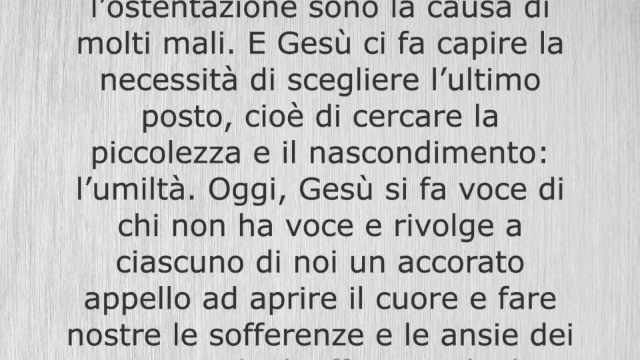 l’ostentazione sono la causa di
molti mali. E Gesù ci fa capire la
necessità di scegliere l’ultimo
posto, cioè di cercare la
piccolezza e il nascondimento:
l’umiltà. Oggi, Gesù si fa voce di
chi non ha voce e rivolge a
ciascuno di noi un accorato
appello ad aprire il cuore e fare
nostre le sofferenze e le ansie dei